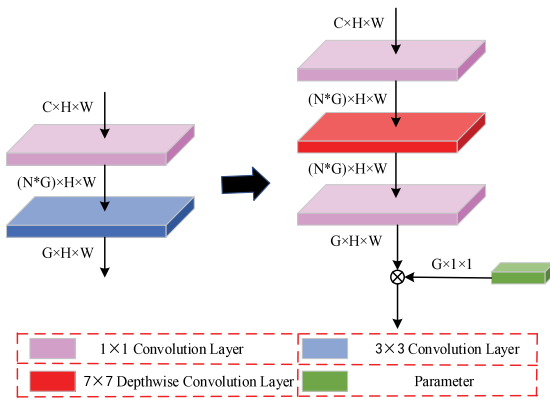 C×H×W
(N*G)×H×W
G×H×W
C×H×W
(N*G)×H×W
(N*G)×H×W
G×H×W
G×1×1
1×1 Convolution Layer
3×3 Convolution Layer
7×7 Depthwise Convolution Layer
Parameter